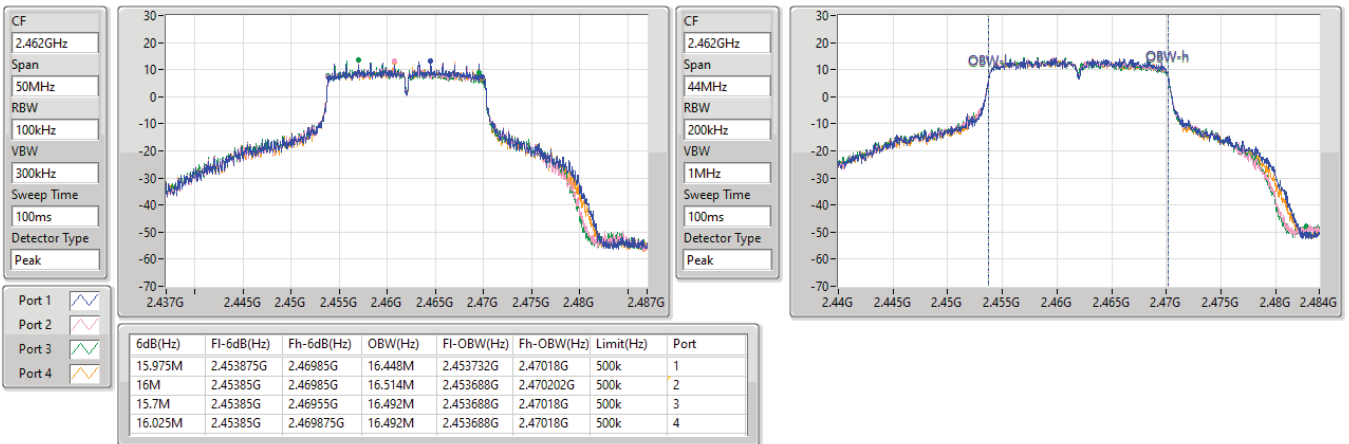 CF
2.462GHz
Span
50MHz
RBW
100kHz
VBW
300kHz
Sweep Time
100ms
Detector Type
Peak
30
20
10
0
-10
-20
-30
-40
-50
-60
-70
2.437G 2.445G 2.45G 2.455G 2.46G 2.465G 2.47G 2.475G 2.48G 2.487G
CF
2.462GHz
Span
44MHz
RBW
200kHz
VBW
1MHz
Sweep Time
100ms
Detector Type
Peak
30
20
10
0
-10
-20
-30
-40
-50
-60
-70
OBW-h
2.44G 2.445G 2.45G 2.455G 2.46G 2.465G 2.47G 2.475G 2.48G 2.484G
Port 1
Port 2
Port 3
Port 4
6dB(Hz) Fl-6dB(Hz) Fh-6dB(Hz) OBW(Hz) Fl-OBW(Hz) Fh-OBW(Hz) Limit(Hz) Port
15.975M 2.453875G 2.46985G 16.448M 2.453732G 2.47018G 500k 1
16M 2.45385G 2.46985G 16.514M 2.453688G 2.470202G 500k 2
15.7M 2.45385G 2.46955G 16.492M 2.453688G 2.47018G 500k 3
16.025M 2.45385G 2.469875G 16.492M 2.453688G 2.47018G 500k 4